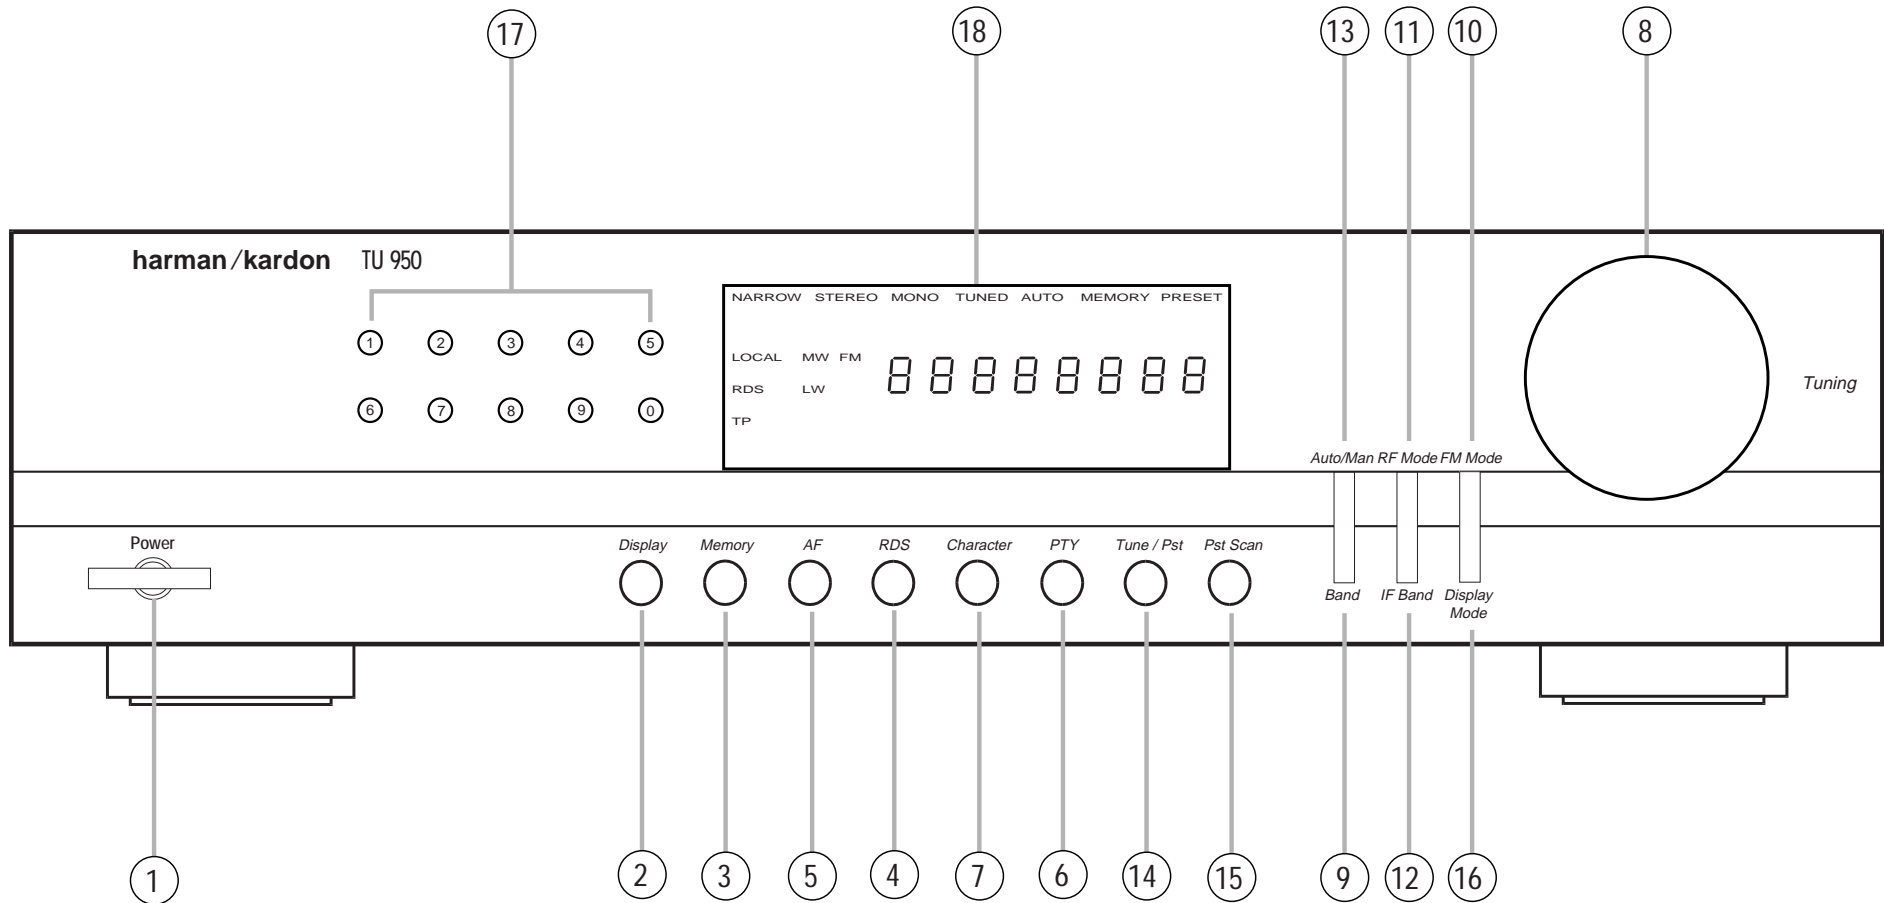 17 18 13 11 10 8
harman/kardon TU 950
NARROW STEREO MONO TUNED AUTO MEMORY PRESET
1 2 3 4 5
LOCAL MW FM 88888888
RDS LW
Tuning
6 7 8 9 0
TP
Auto/Man RF Mode FM Mode
Power Display Memory AF RDS Character PTY Tune / Pst Pst Scan
Band IF Band Display
Mode
1 2 3 5 4 7 6 14 15 9 12 16